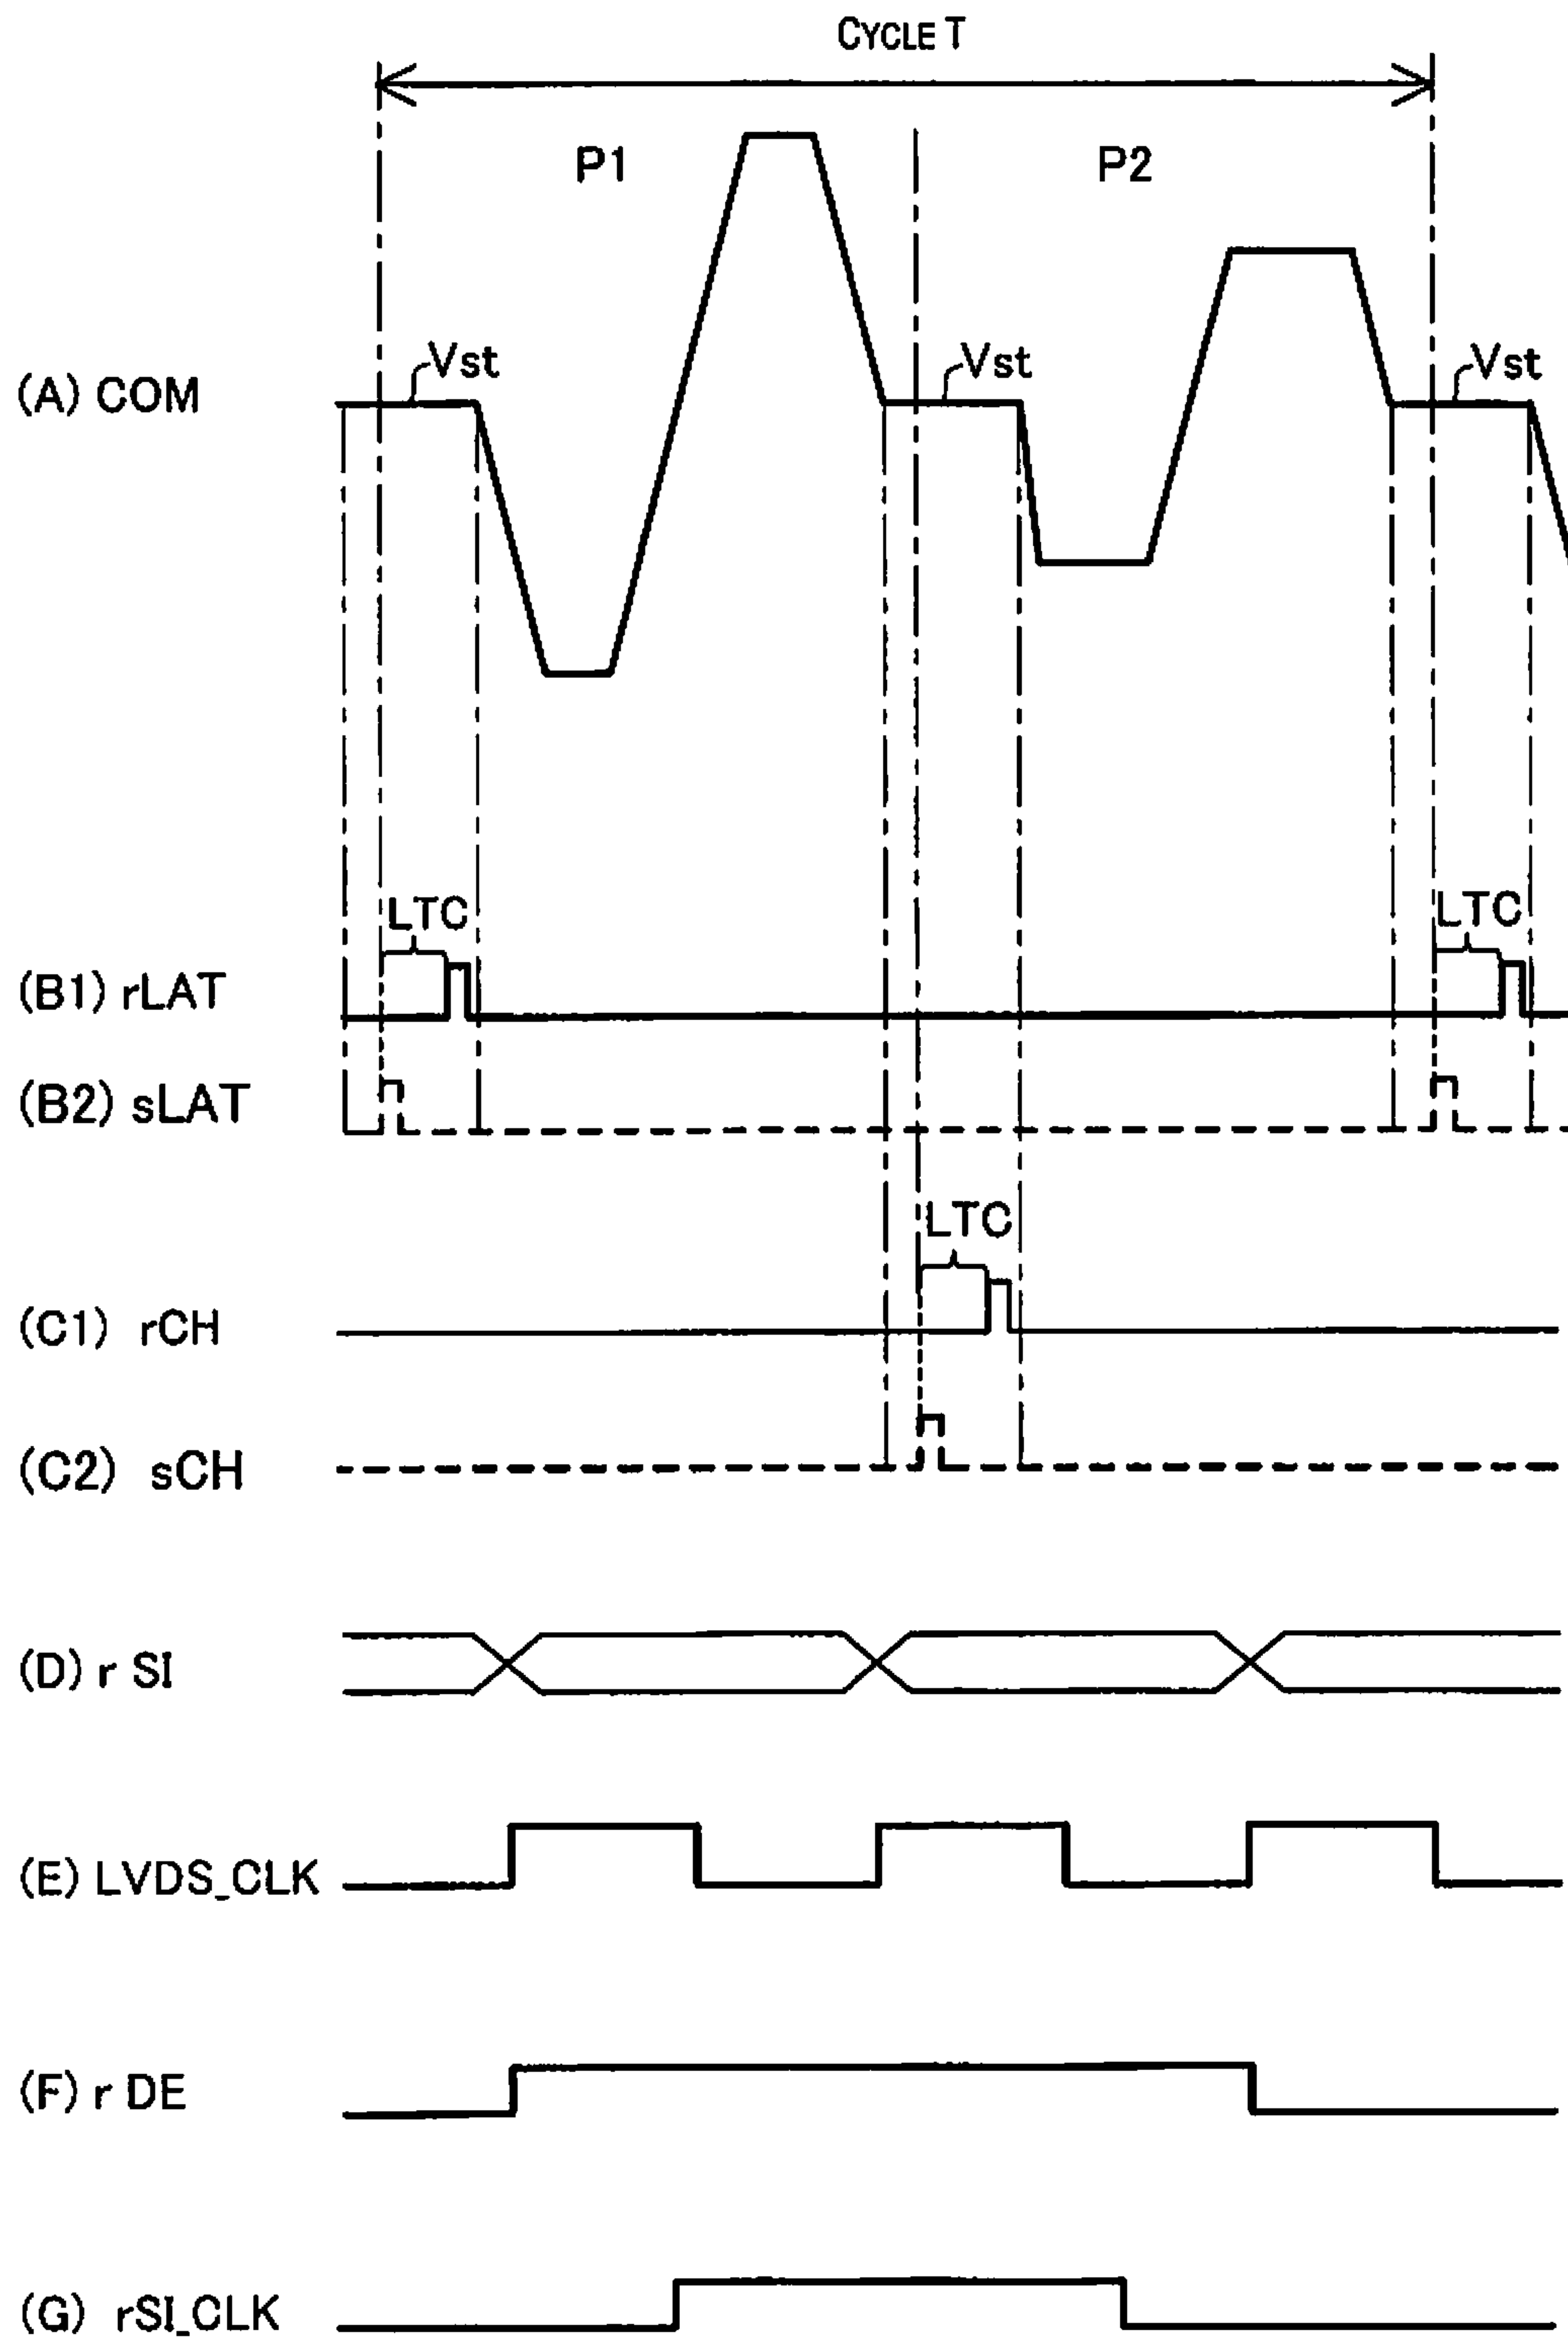 CYCLE T
P1
P2
Vst
Vst
Vst
(A) COM
LTC
LTC
(B1) rLAT
(B2) sLAT
LTC
(C1) rCH
(C2) sCH
(D) r SI
(E) LVDS_CLK
(F) r DE
(G) rSI_CLK